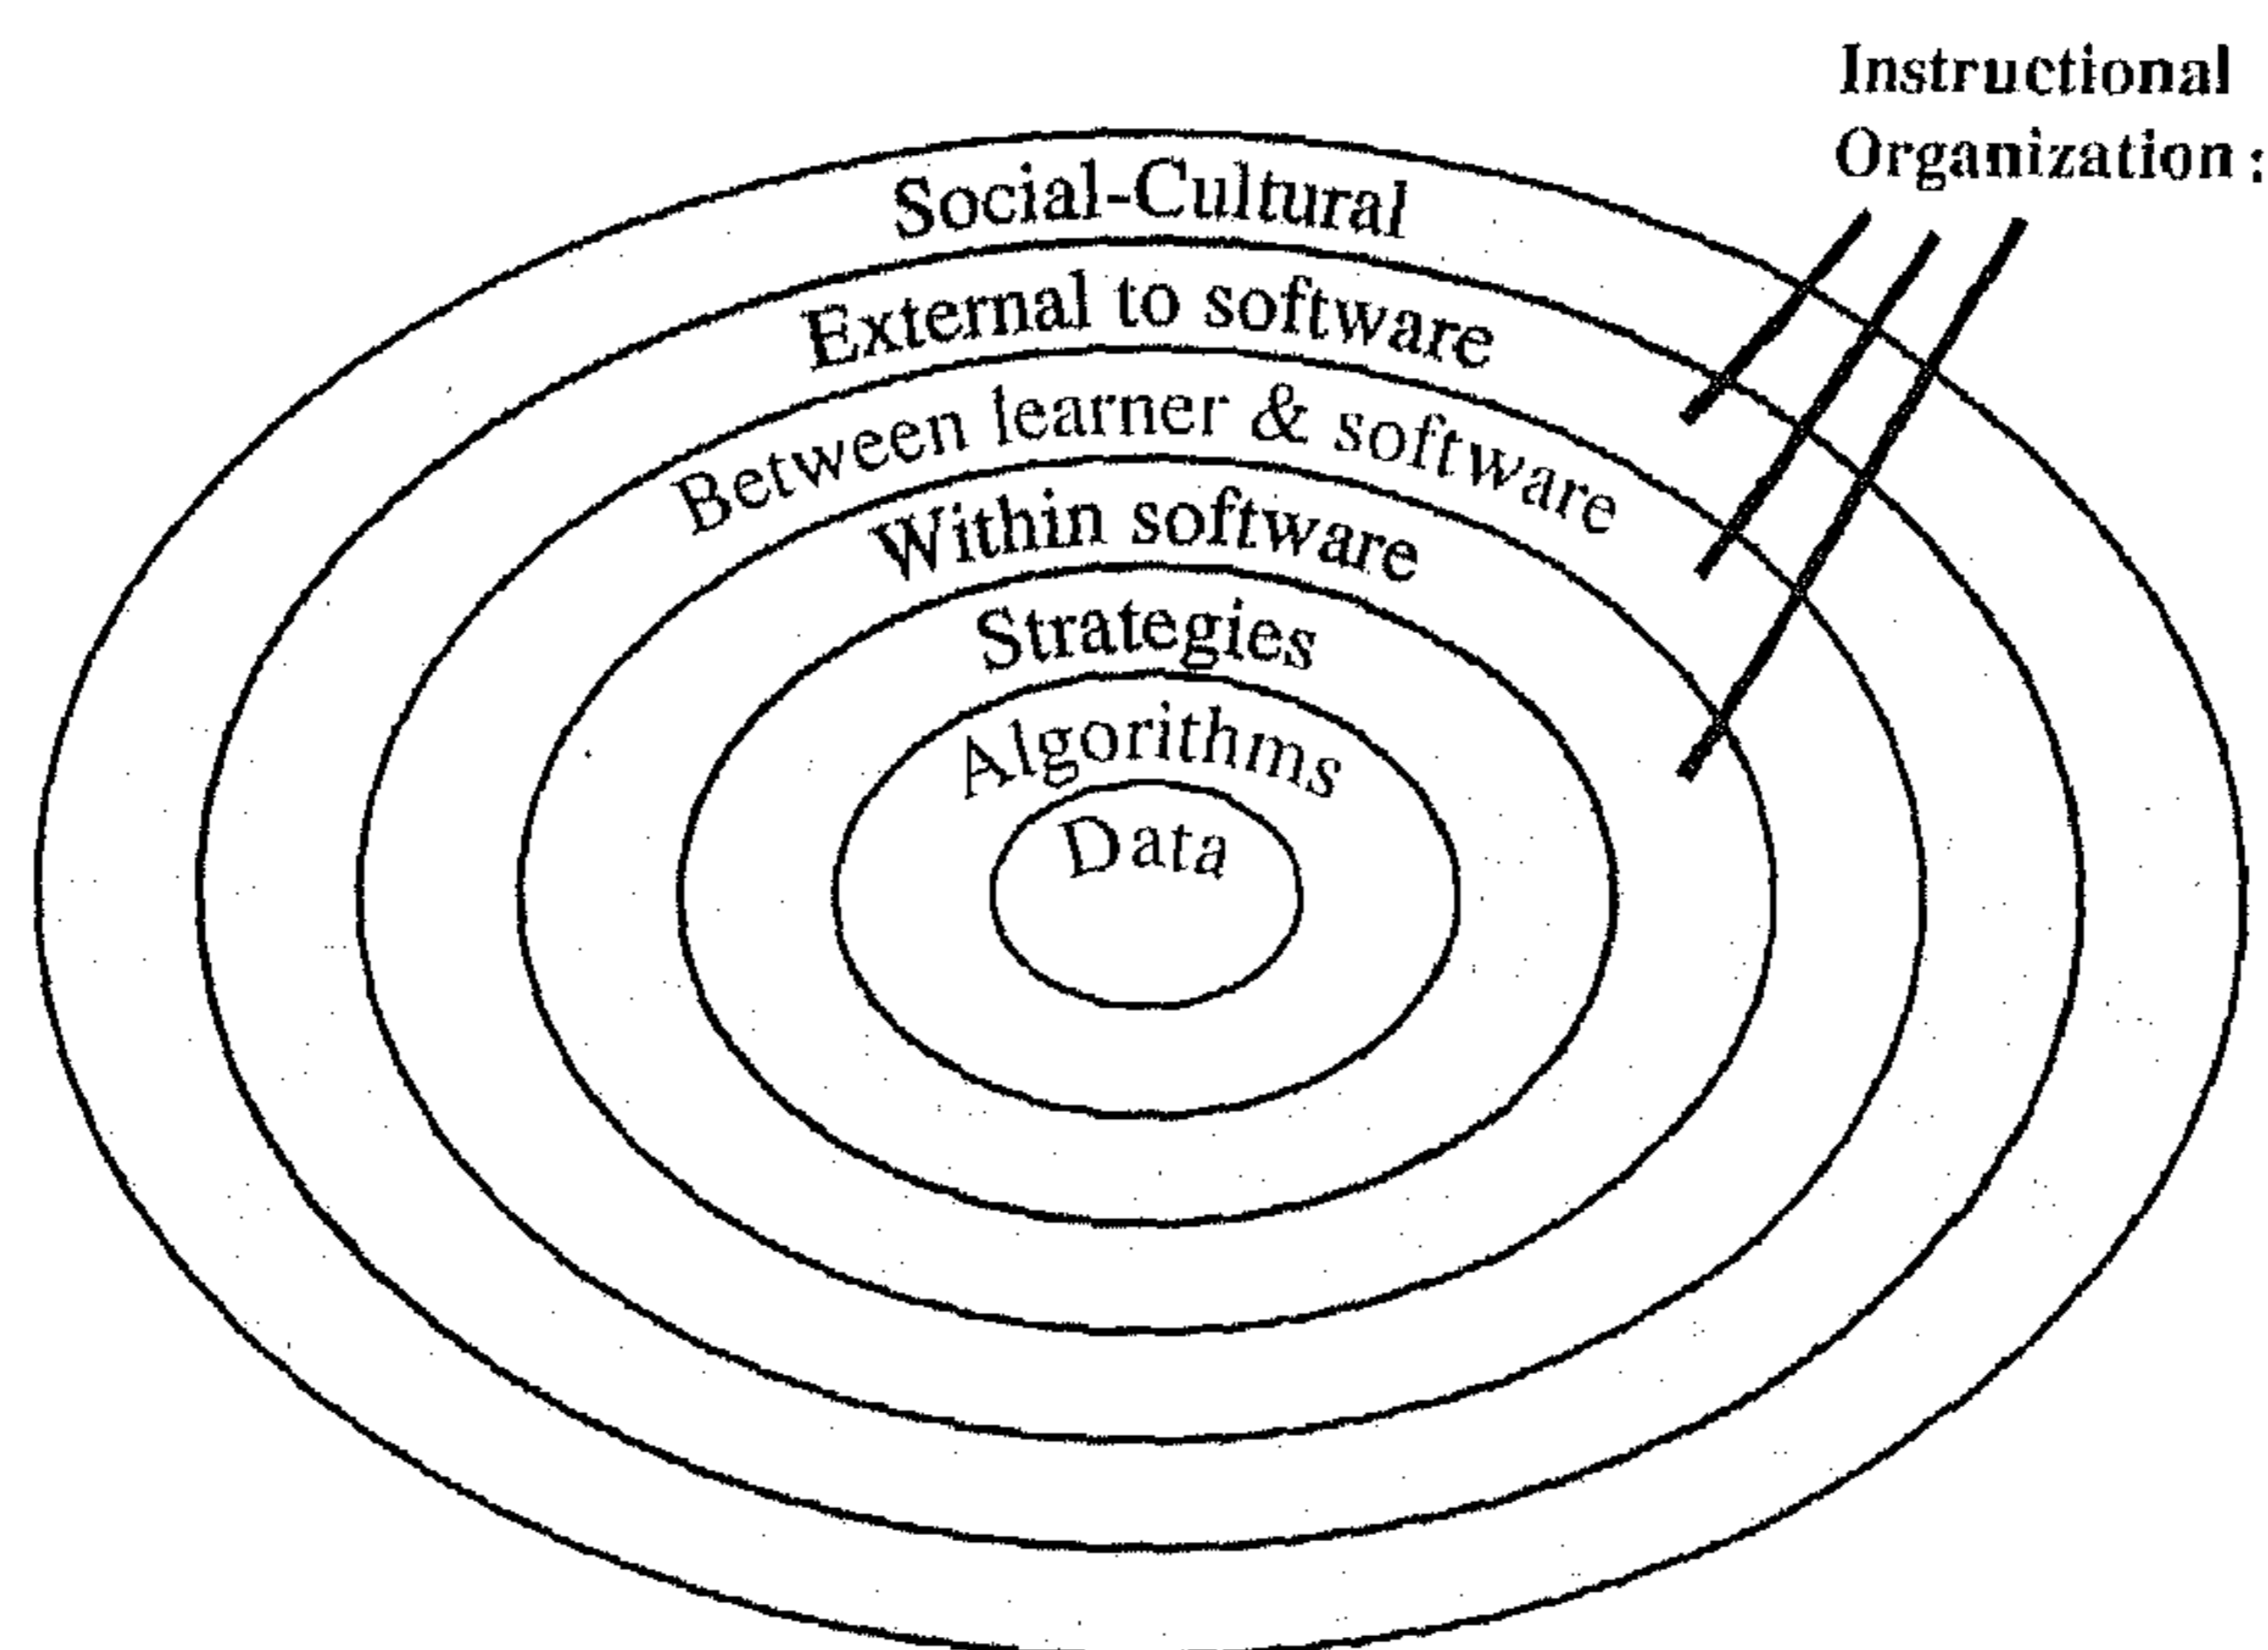 Instructional
Organization:
Social-Cultural
External to software
Between learner & software
Within software
Strategies
Algorithms
Data